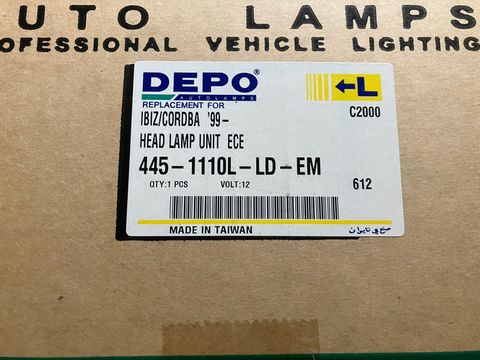 UTO LAMPS
OFESSIONAL VEHICLE LIGHTING
DEPO®
AUTOLAMPS
REPLACEMENT FOR
←L
IBIZ/CORDBA '99-
C2000
HEAD LAMP UNIT ECE
445-1110L-LD-EM
QTY:1 PCS VOLT:12
612
MADE IN TAIWAN
صنع في تايوان